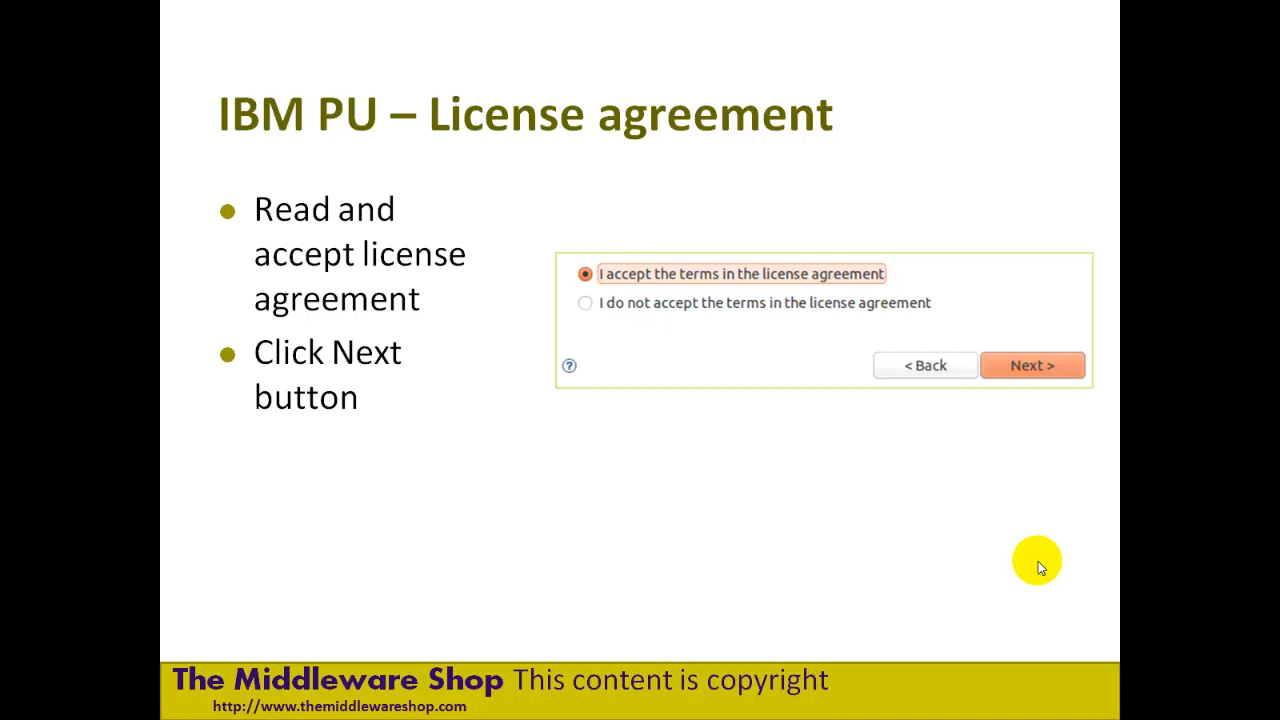 IBM PU – License agreement
Read and
accept license
agreement
Click Next
button
I accept the terms in the license agreement
I do not accept the terms in the license agreement
?
< Back
Next >
The Middleware Shop This content is copyright
http://www.themiddlewareshop.com